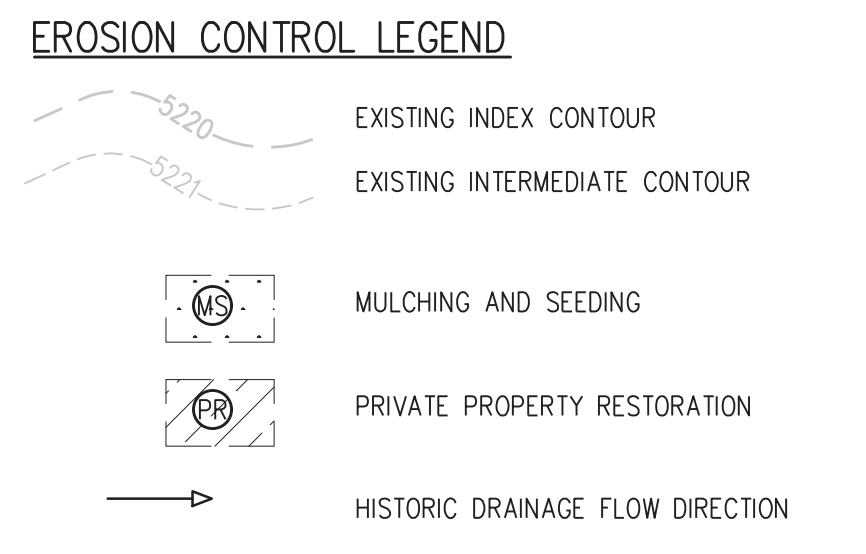 EROSION CONTROL LEGEND
5220 EXISTING INDEX CONTOUR
5221 EXISTING INTERMEDIATE CONTOUR
MS MULCHING AND SEEDING
PR PRIVATE PROPERTY RESTORATION
HISTORIC DRAINAGE FLOW DIRECTION